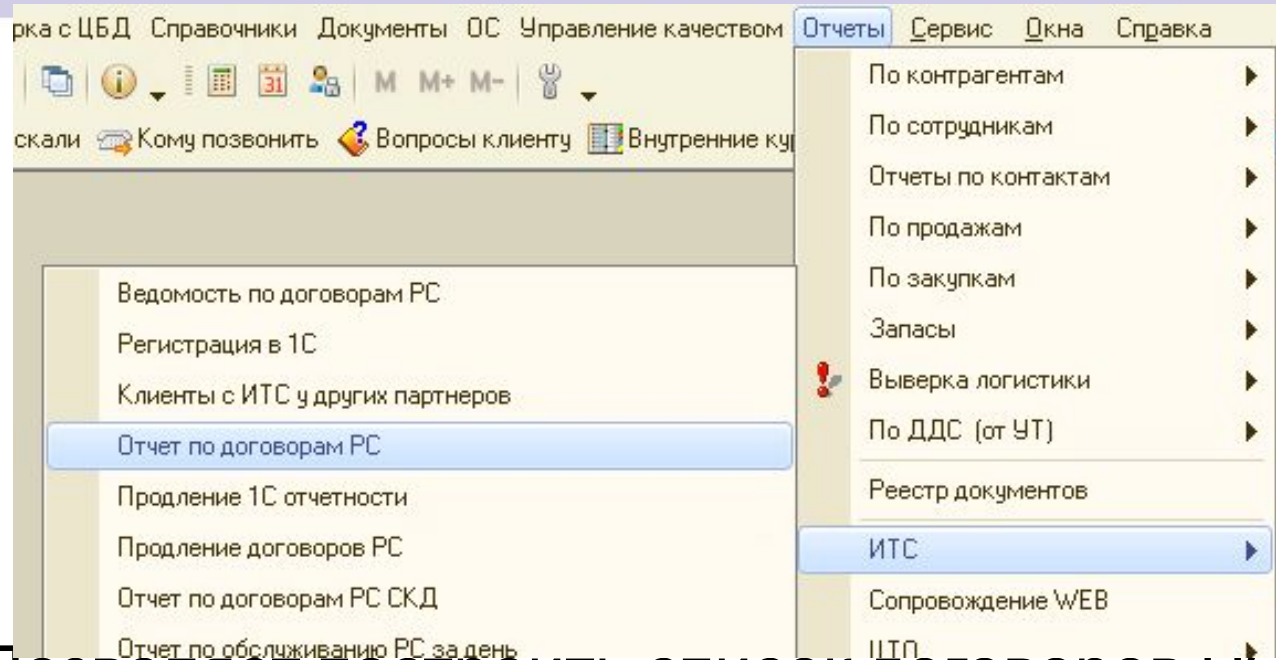 рка с ЦБД Справочники Документы ОС Управление качеством Отчеты Сервис Окна Справка
31 М М+ М-
скали Кому позвонить Вопросы клиенту Внутренние ку
По контрагентам
По сотрудникам
Отчеты по контактам
По продажам
По закупкам
Запасы
Выверка логистики
По ДДС (от УТ)
Реестр документов
ИТС
Сопровождение WEB
ЦТО
Ведомость по договорам РС
Регистрация в 1С
Клиенты с ИТС у других партнеров
Отчет по договорам РС
Продление 1С отчетности
Продление договоров РС
Отчет по договорам РС СКД
Отчет по обслуживанию РС за день